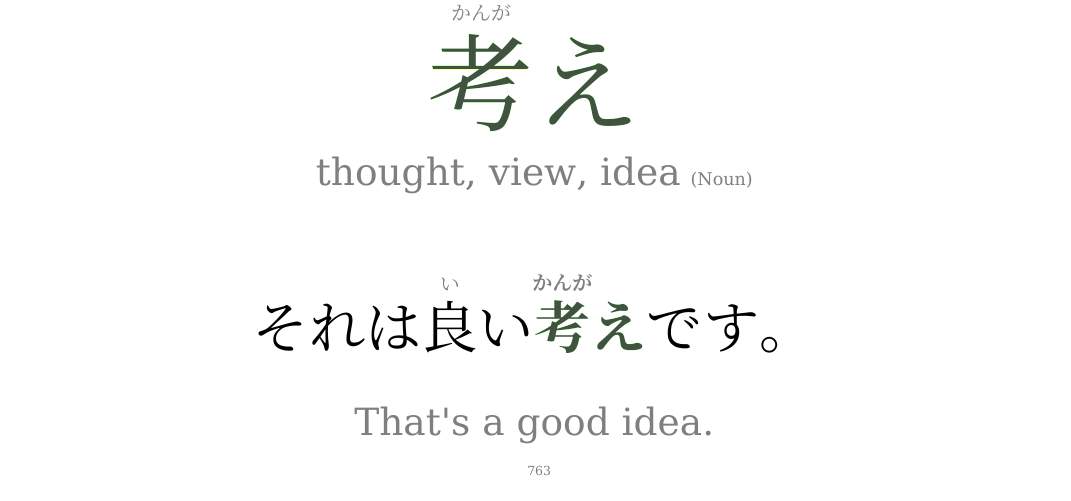 かんが
考え
thought, view, idea (Noun)
い かんが
それは良い考えです。
That's a good idea.
763